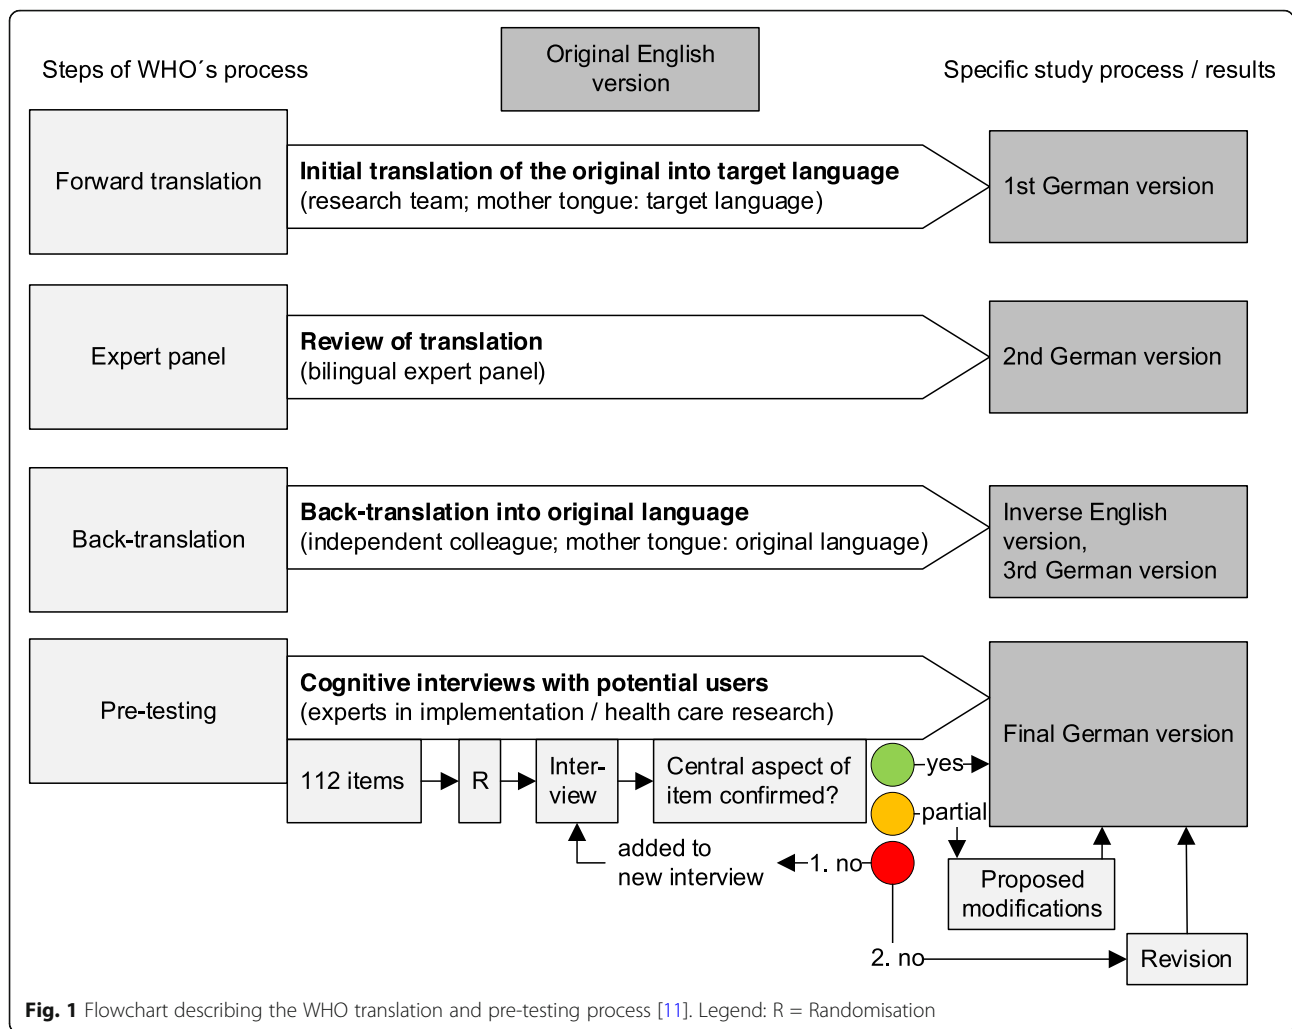 Steps of WHO´s process
Original English
version
Specific study process / results
Forward translation
Initial translation of the original into target language
(research team; mother tongue: target language)
1st German version
Expert panel
Review of translation
(bilingual expert panel)
2nd German version
Back-translation
Back-translation into original language
(independent colleague; mother tongue: original language)
Inverse English
version,
3rd German version
Pre-testing
Cognitive interviews with potential users
(experts in implementation / health care research)
Final German version
112 items
R
Inter-
view
Central aspect of
item confirmed?
yes
partial
added to
new interview
1. no
Proposed
modifications
2. no
Revision
Fig. 1 Flowchart describing the WHO translation and pre-testing process [11]. Legend: R = Randomisation